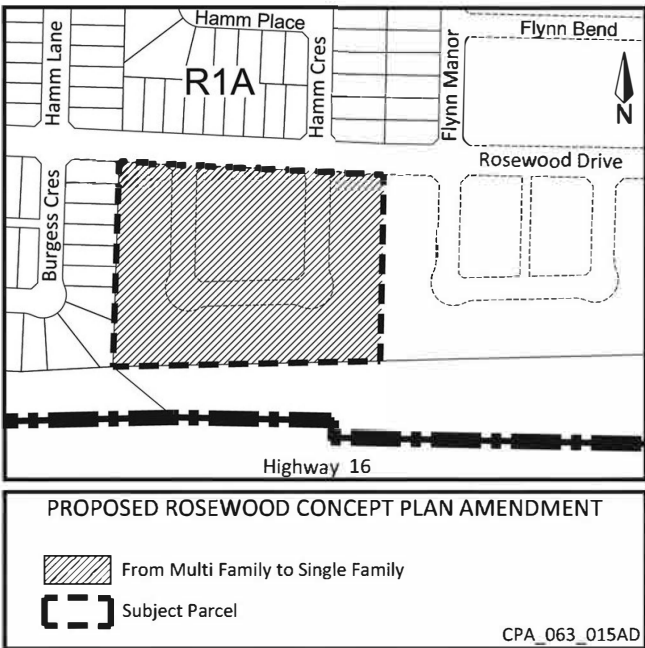 Hamm Place
Flynn Bend
Hamm Lane
R1A
Hamm Cres
Flynn Manor
N
Rosewood Drive
Burgess Cres
Highway 16
PROPOSED ROSEWOOD CONCEPT PLAN AMENDMENT
From Multi Family to Single Family
Subject Parcel
CPA_063_015AD